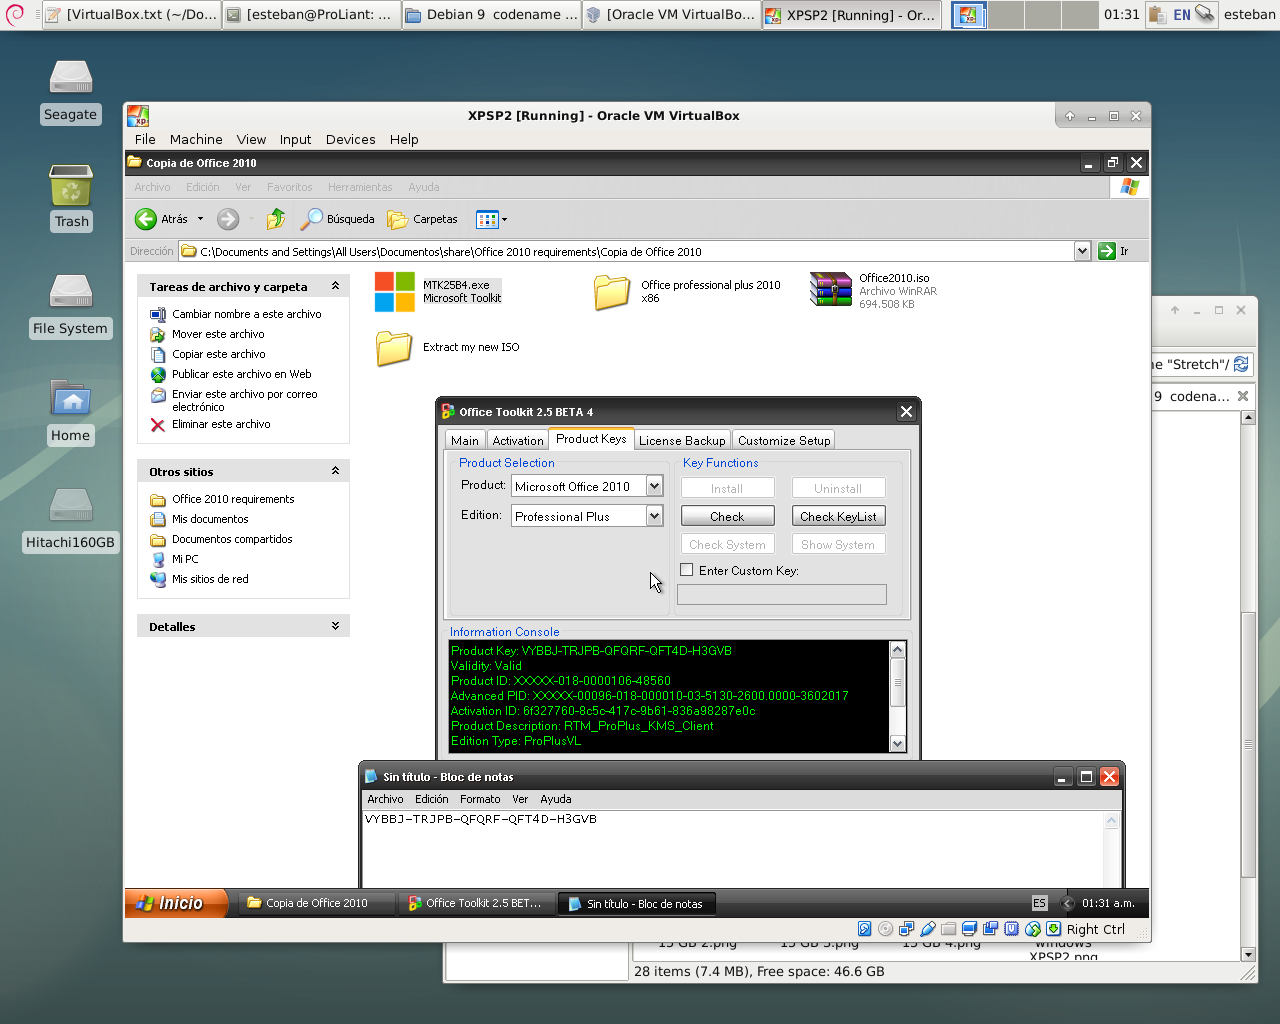 [VirtualBox.txt (~/Do...
[esteban@ProLiant: ...
Debian 9 codename ...
[Oracle VM VirtualBo...
XPSP2 [Running] - Or...
01:31
EN
esteban
Seagate
Trash
File System
Home
Hitachi160GB
XPSP2 [Running] - Oracle VM VirtualBox
File Machine View Input Devices Help
Copia de Office 2010
Archivo Edición Ver Favoritos Herramientas Ayuda
Atrás
Búsqueda
Carpetas
Dirección
C:\Documents and Settings\All Users\Documentos\share\Office 2010 requirements\Copia de Office 2010
Ir
Tareas de archivo y carpeta
Cambiar nombre a este archivo
Mover este archivo
Copiar este archivo
Publicar este archivo en Web
Enviar este archivo por correo
electrónico
Eliminar este archivo
Otros sitios
Office 2010 requirements
Mis documentos
Documentos compartidos
Mi PC
Mis sitios de red
Detalles
MTK25B4.exe
Microsoft Toolkit
Office professional plus 2010
x86
Office2010.iso
Archivo WinRAR
694.508 KB
Extract my new ISO
Office Toolkit 2.5 BETA 4
Main
Activation
Product Keys
License Backup
Customize Setup
Product Selection
Product:
Microsoft Office 2010
Edition:
Professional Plus
Key Functions
Install
Uninstall
Check
Check KeyList
Check System
Show System
Enter Custom Key:
Information Console
Product Key: VYBBJ-TRJPB-QFQRF-QFT4D-H3GVB
Validity: Valid
Product ID: XXXXX-018-0000106-48560
Advanced PID: XXXXX-00096-018-000010-03-5130-2600.0000-3602017
Activation ID: 6f327760-8c5c-417c-9b61-836a98287e0c
Product Description: RTM_ProPlus_KMS_Client
Edition Type: ProPlusVL
Sin título - Bloc de notas
Archivo Edición Formato Ver Ayuda
VYBBJ-TRJPB-QFQRF-QFT4D-H3GVB
Inicio
Copia de Office 2010
Office Toolkit 2.5 BET...
Sin título - Bloc de notas
ES
01:31 a.m.
Right Ctrl
ne "Stretch"/
9 codena...
15 GB 2.png
15 GB 3.png
15 GB 4.png
Windows
XPSP2.png
28 items (7.4 MB), Free space: 46.6 GB